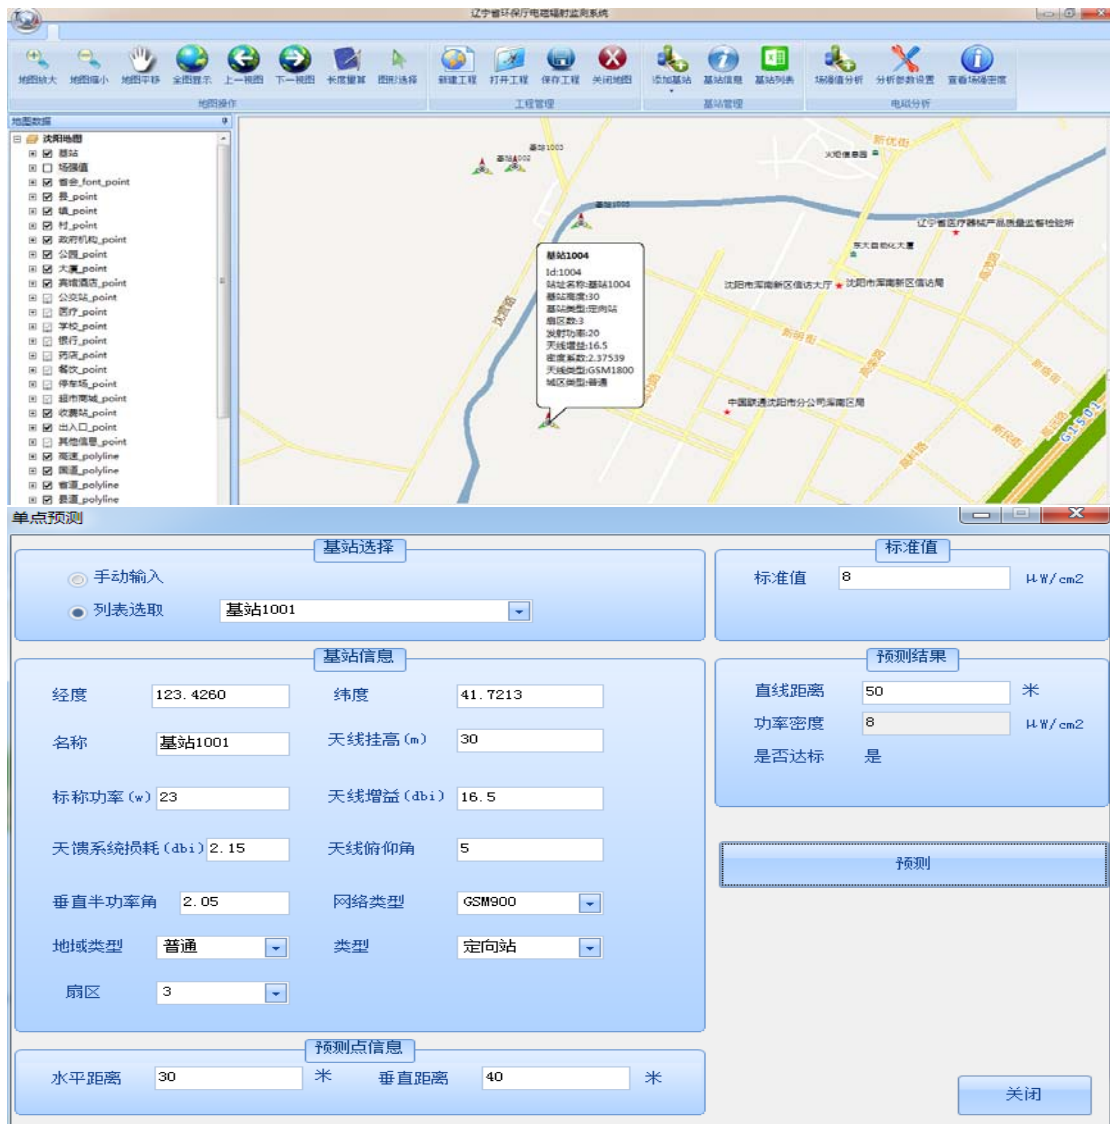 辽宁省环保厅电磁辐射监测系统
地图放大 地图缩小 地图平移 全图显示 上一视图 下一视图 长度量算 图形选择 新建工程 打开工程 保存工程 关闭地图 添加基站 基站信息 基站列表 场强值分析 分析参数设置 查看场强密度
地图操作 工程管理 基站管理 电磁分析
地图数据
沈阳地图
基站
场强值
省会_font_point
县_point
镇_point
村_point
政府机构_point
公园_point
大厦_point
宾馆酒店_point
公交站_point
医疗_point
学校_point
银行_point
药店_point
餐饮_point
停车场_point
超市商城_point
收费站_point
出入口_point
其他信息_point
高速_polyline
国道_polyline
省道_polyline
县道_polyline
基站1003
基站1002
火炬信息园
新优街
基站1005
辽宁省医疗器械产品质量监督检验所
东大自动化大厦
沈阳市浑南新区信访大厅
沈阳市浑南新区信访局
沈营路
新明街
中国联通沈阳市分公司浑南区局
G1501
基站1004
Id:1004
站址名称:基站1004
基站高度:30
基站类型:定向站
扇区数:3
发射功率:20
天线增益:16.5
密度系数:2.37539
天线类型:GSM1800
城区类型:普通
单点预测
基站选择
手动输入
列表选取 基站1001
标准值
标准值 8 μW/cm2
基站信息
经度 123.4260 纬度 41.7213
名称 基站1001 天线挂高(m) 30
标称功率(w) 23 天线增益(dbi) 16.5
天馈系统损耗(dbi) 2.15 天线俯仰角 5
垂直半功率角 2.05 网络类型 GSM900
地域类型 普通 类型 定向站
扇区 3
预测结果
直线距离 50 米
功率密度 8 μW/cm2
是否达标 是
预测
预测点信息
水平距离 30 米 垂直距离 40 米
关闭